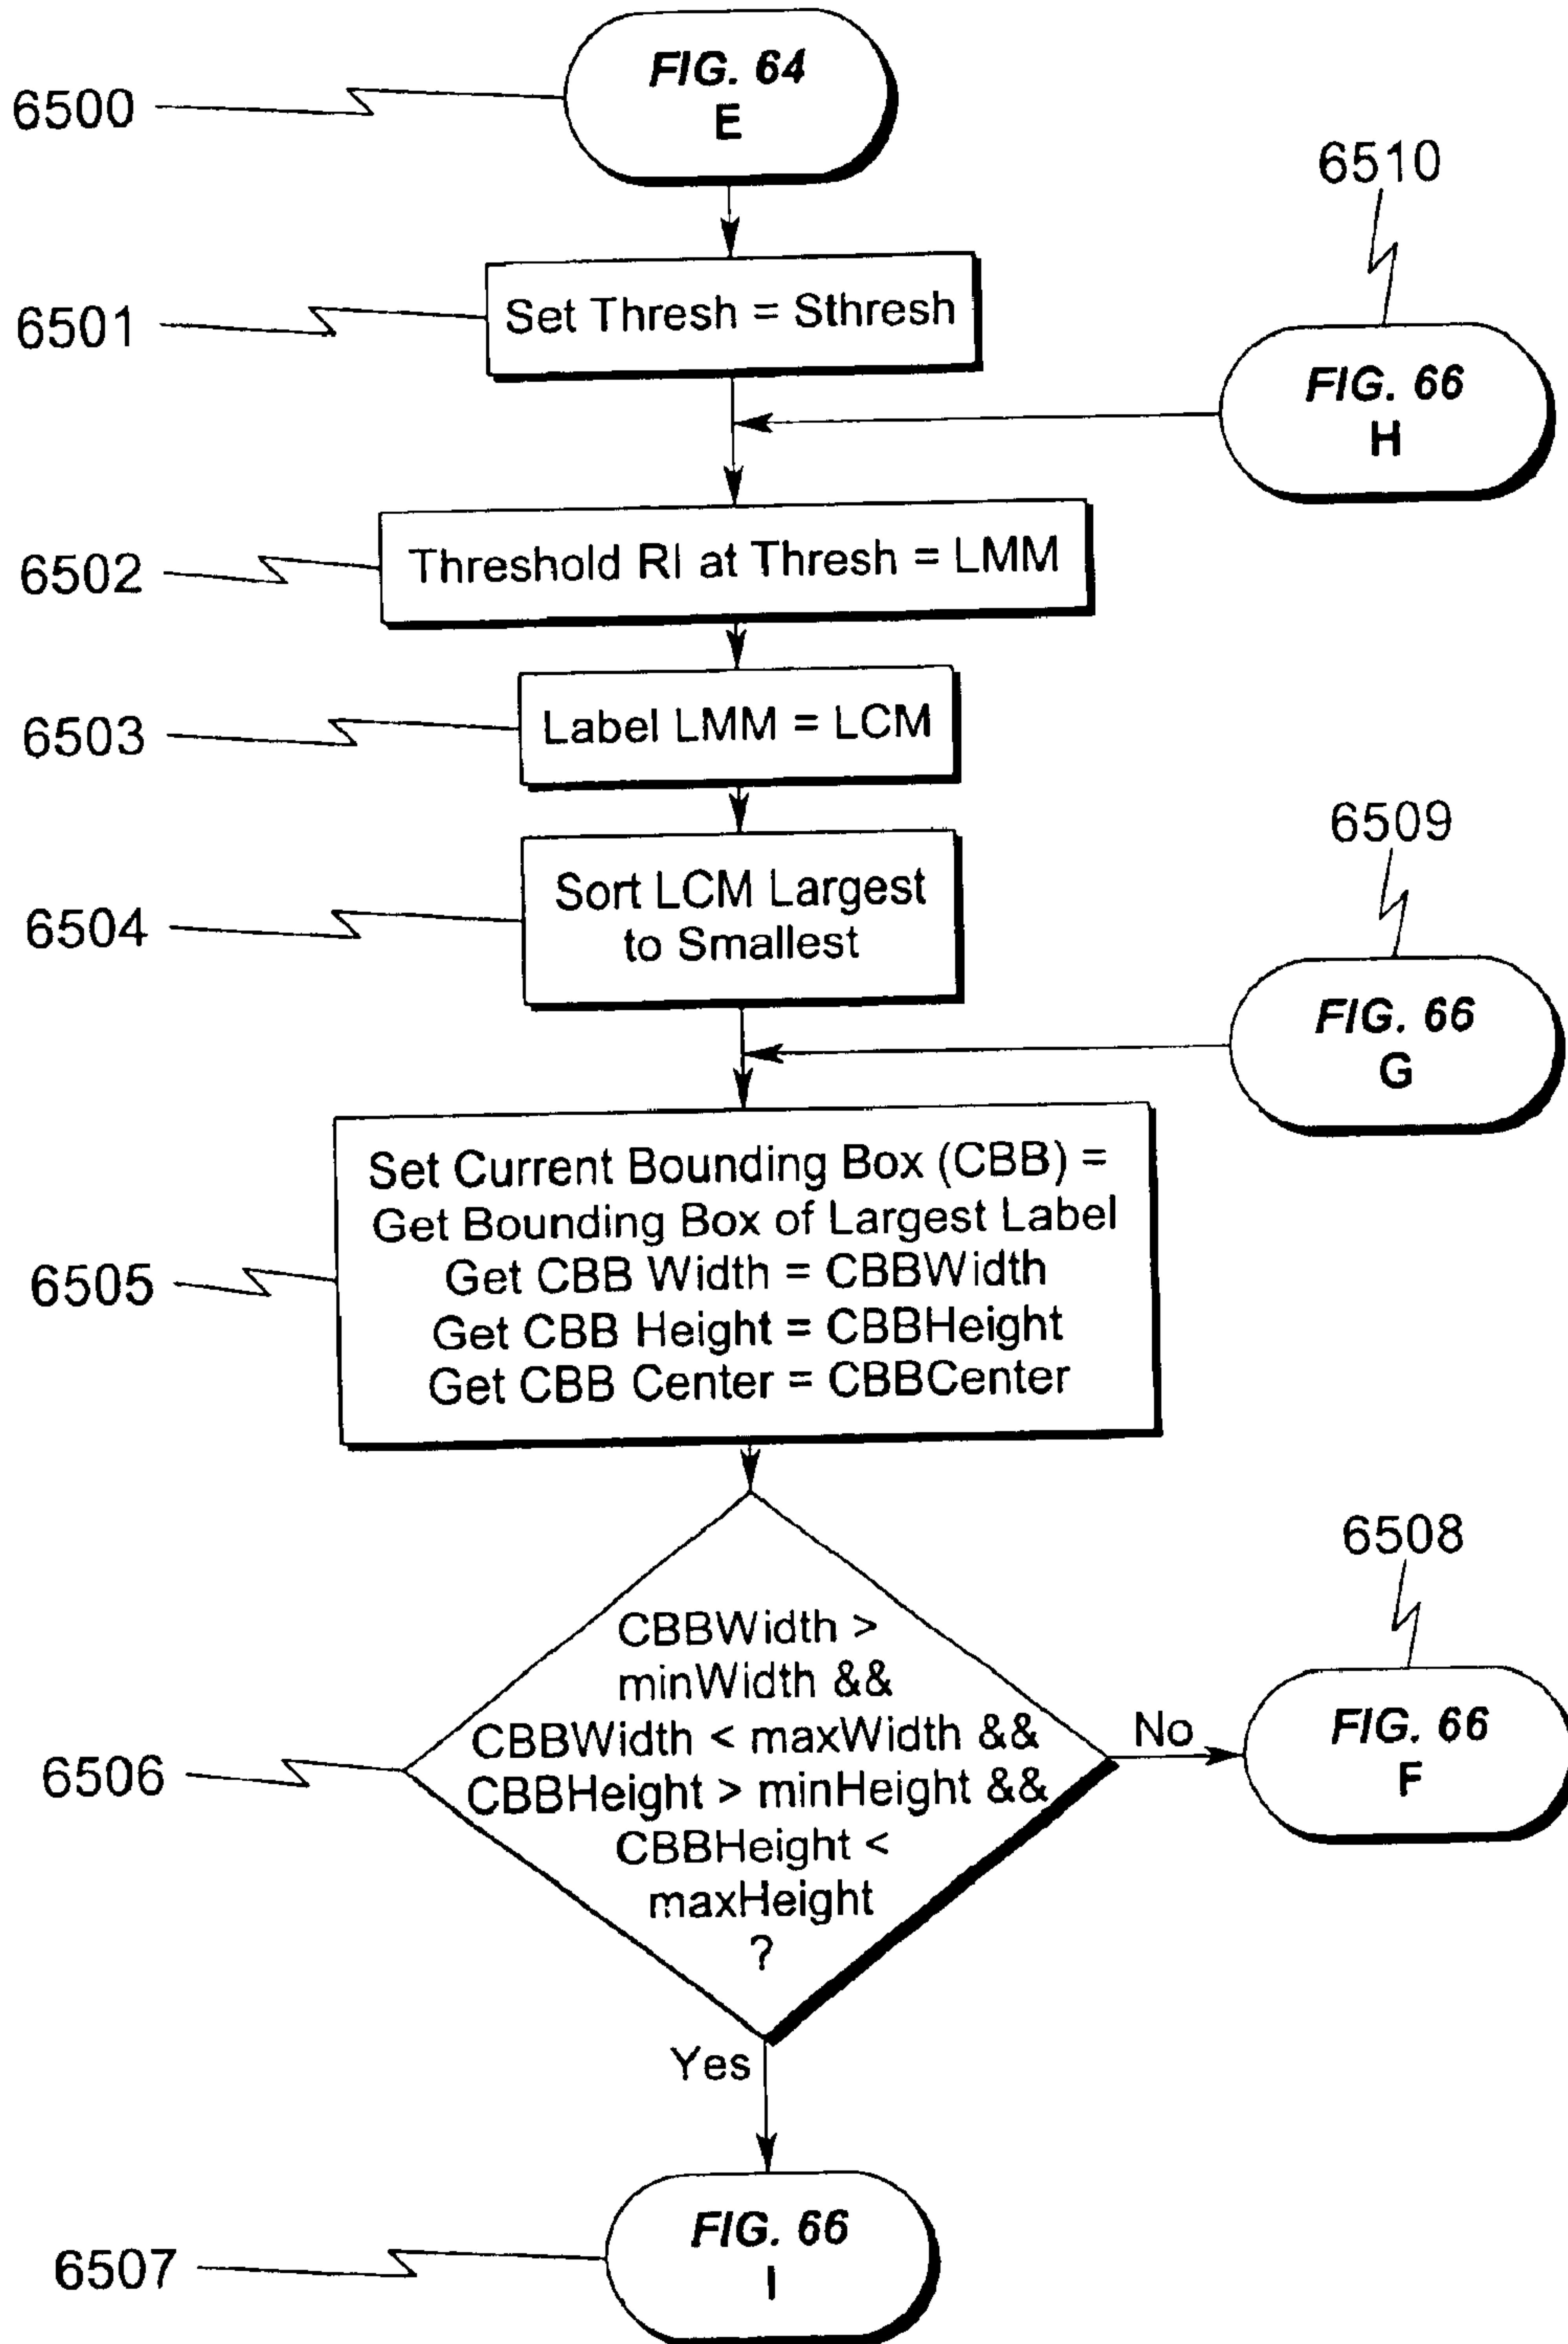 6500
FIG. 64
E
6510
6501
Set Thresh = Sthresh
FIG. 66
H
6502
Threshold RI at Thresh = LMM
6503
Label LMM = LCM
6509
6504
Sort LCM Largest
to Smallest
FIG. 66
G
6505
Set Current Bounding Box (CBB) =
Get Bounding Box of Largest Label
Get CBB Width = CBBWidth
Get CBB Height = CBBHeight
Get CBB Center = CBBCenter
6508
6506
CBBWidth >
minWidth &&
CBBWidth < maxWidth &&
CBBHeight > minHeight &&
CBBHeight <
maxHeight
?
No
FIG. 66
F
Yes
6507
FIG. 66
I